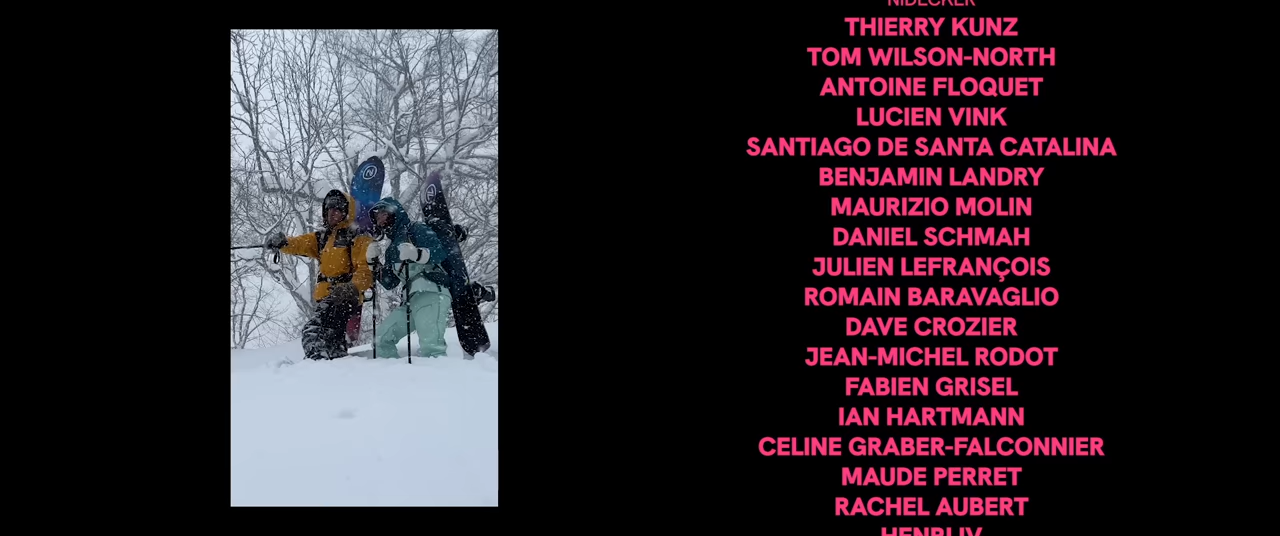 NIDECKER
THIERRY KUNZ
TOM WILSON-NORTH
ANTOINE FLOQUET
LUCIEN VINK
SANTIAGO DE SANTA CATALINA
BENJAMIN LANDRY
MAURIZIO MOLIN
DANIEL SCHMAH
JULIEN LEFRANÇOIS
ROMAIN BARAVAGLIO
DAVE CROZIER
JEAN-MICHEL RODOT
FABIEN GRISEL
IAN HARTMANN
CELINE GRABER-FALCONNIER
MAUDE PERRET
RACHEL AUBERT